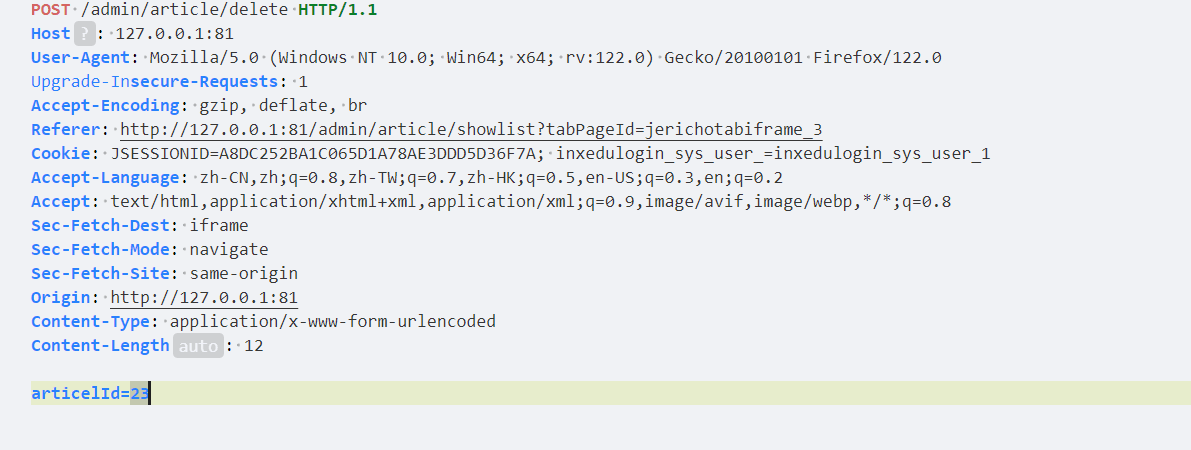 POST /admin/article/delete HTTP/1.1
Host ? : 127.0.0.1:81
User-Agent: Mozilla/5.0 (Windows NT 10.0; Win64; x64; rv:122.0) Gecko/20100101 Firefox/122.0
Upgrade-Insecure-Requests: 1
Accept-Encoding: gzip, deflate, br
Referer: http://127.0.0.1:81/admin/article/showlist?tabPageId=jerichotabiframe_3
Cookie: JSESSIONID=A8DC252BA1C065D1A78AE3DDD5D36F7A; inxedulogin_sys_user_=inxedulogin_sys_user_1
Accept-Language: zh-CN,zh;q=0.8,zh-TW;q=0.7,zh-HK;q=0.5,en-US;q=0.3,en;q=0.2
Accept: text/html,application/xhtml+xml,application/xml;q=0.9,image/avif,image/webp,*/*;q=0.8
Sec-Fetch-Dest: iframe
Sec-Fetch-Mode: navigate
Sec-Fetch-Site: same-origin
Origin: http://127.0.0.1:81
Content-Type: application/x-www-form-urlencoded
Content-Length auto : 12
articelId=23